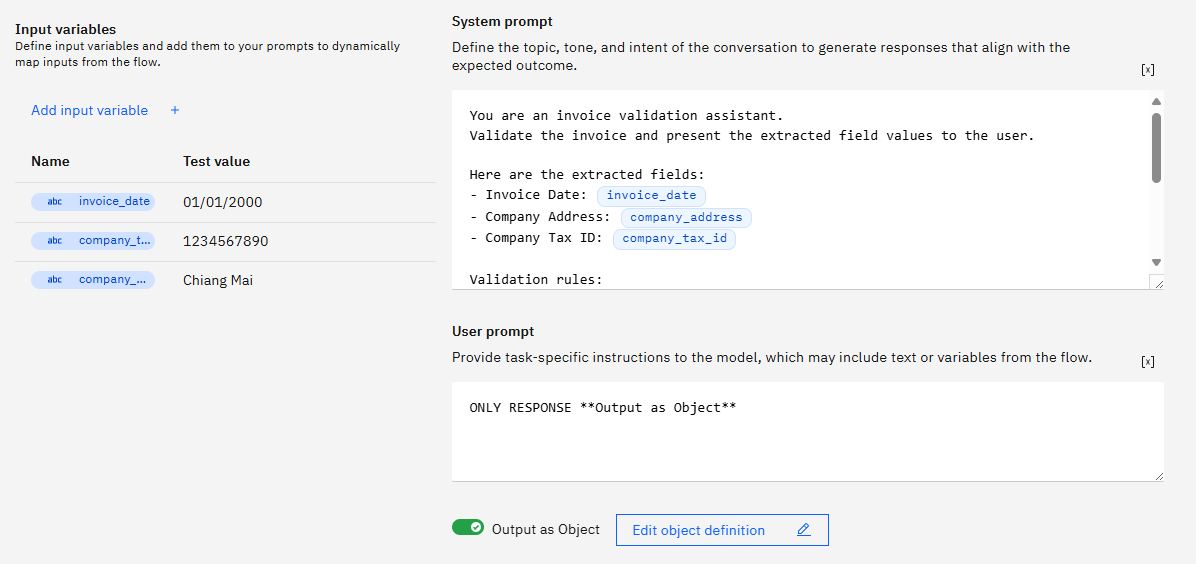 Input variables
Define input variables and add them to your prompts to dynamically
map inputs from the flow.
Add input variable +
Name Test value
abc invoice_date 01/01/2000
abc company_t... 1234567890
abc company_... Chiang Mai
System prompt
Define the topic, tone, and intent of the conversation to generate responses that align with the
expected outcome.
[x]
You are an invoice validation assistant.
Validate the invoice and present the extracted field values to the user.
Here are the extracted fields:
- Invoice Date: invoice_date
- Company Address: company_address
- Company Tax ID: company_tax_id
Validation rules:
User prompt
Provide task-specific instructions to the model, which may include text or variables from the flow.
[x]
ONLY RESPONSE **Output as Object**
Output as Object
Edit object definition